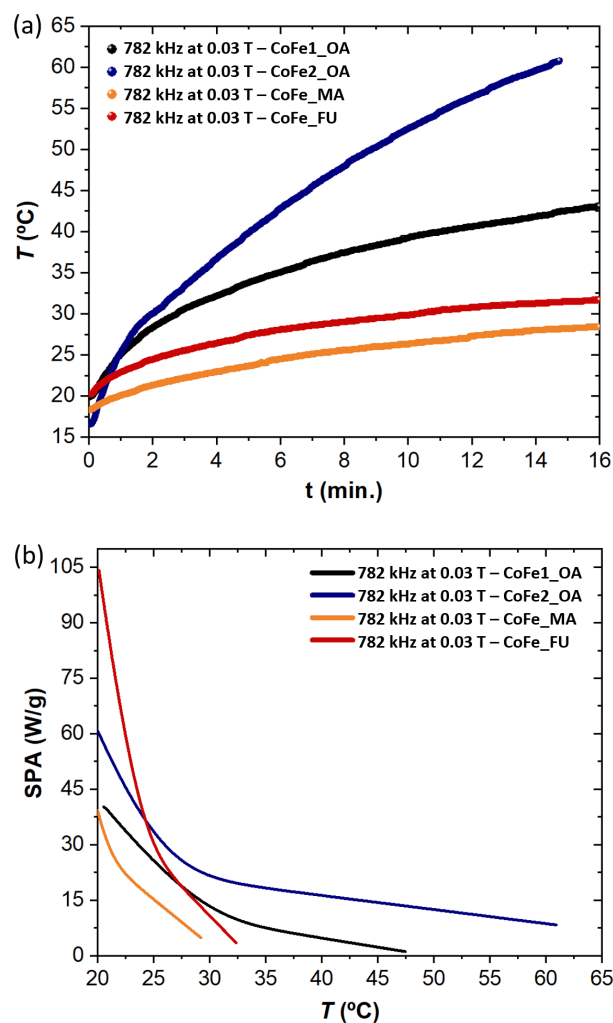 (a)
782 kHz at 0.03 T – CoFe1_OA
782 kHz at 0.03 T – CoFe2_OA
782 kHz at 0.03 T – CoFe_MA
782 kHz at 0.03 T – CoFe_FU
60
55
50
45
40
35
30
25
20
15
T (ºC)
0 2 4 6 8 10 12 14 16
t (min.)
(b)
782 kHz at 0.03 T – CoFe1_OA
782 kHz at 0.03 T – CoFe2_OA
782 kHz at 0.03 T – CoFe_MA
782 kHz at 0.03 T – CoFe_FU
105
90
75
60
45
30
15
0
SPA (W/g)
20 25 30 35 40 45 50 55 60 65
T (ºC)